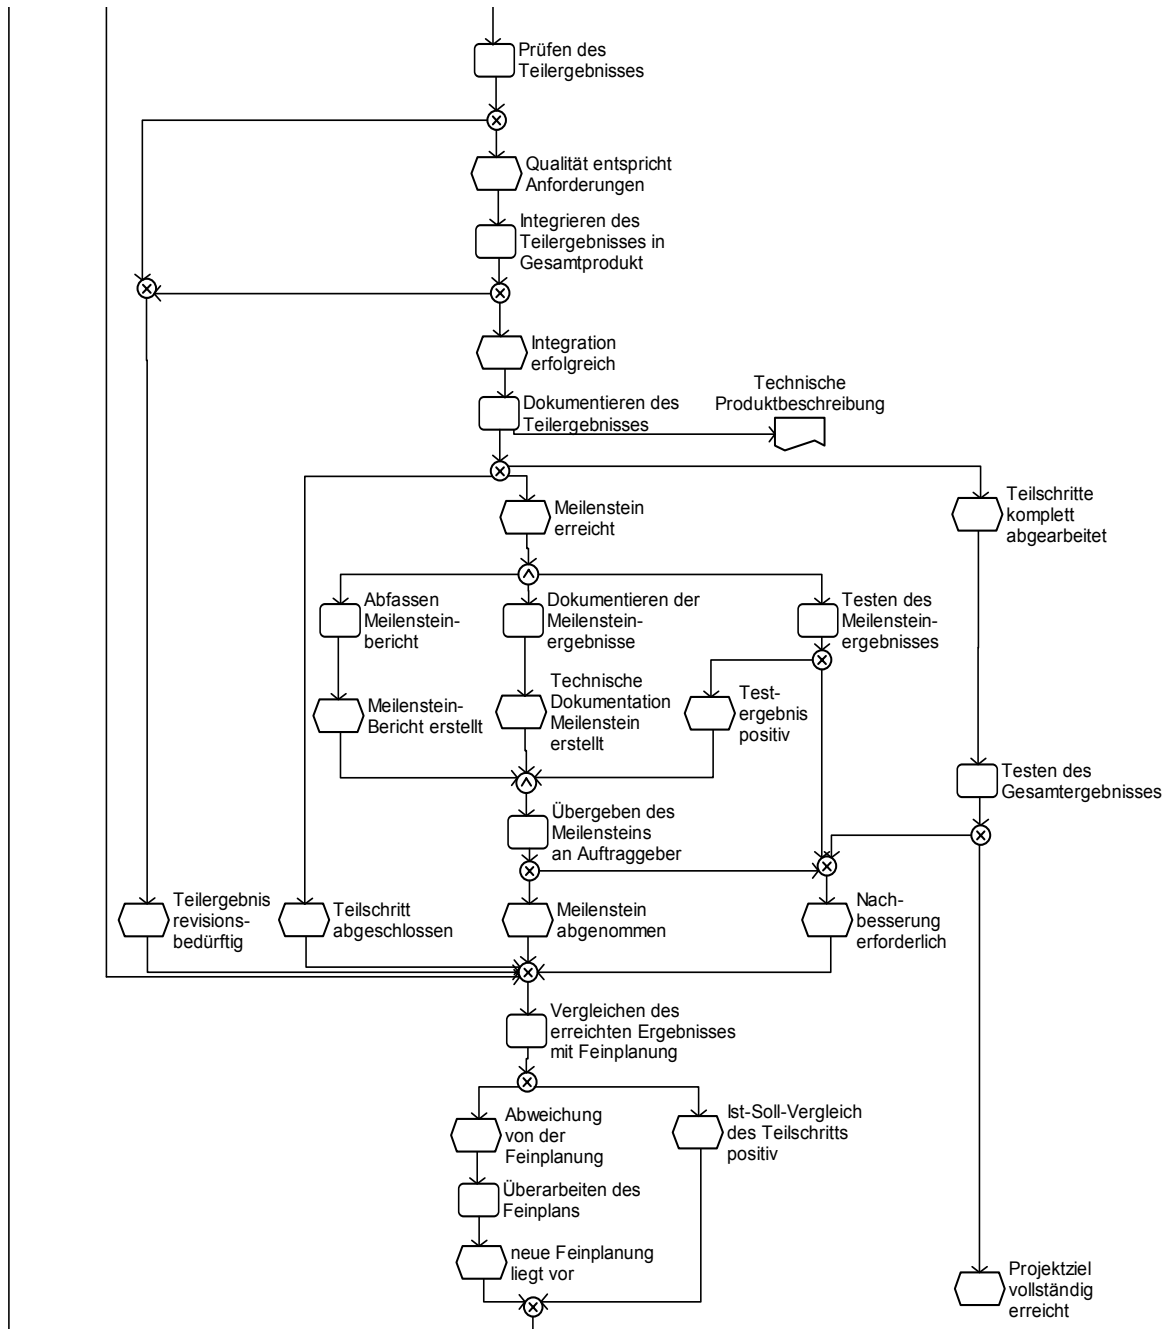 Prüfen des
Teilergebnisses
Qualität entspricht
Anforderungen
Integrieren des
Teilergebnisses in
Gesamtprodukt
Integration
erfolgreich
Technische
Produktbeschreibung
Dokumentieren des
Teilergebnisses
Meilenstein
erreicht
Teilschritte
komplett
abgearbeitet
Abfassen
Meilenstein-
bericht
Dokumentieren der
Meilenstein-
ergebnisse
Testen des
Meilenstein-
ergebnisses
Meilenstein-
Bericht erstellt
Technische
Dokumentation
Meilenstein
erstellt
Test-
ergebnis
positiv
Testen des
Gesamtergebnisses
Übergeben des
Meilensteins
an Auftraggeber
Teilergebnis
revisions-
bedürftig
Teilschritt
abgeschlossen
Meilenstein
abgenommen
Nach-
besserung
erforderlich
Vergleichen des
erreichten Ergebnisses
mit Feinplanung
Abweichung
von der
Feinplanung
Ist-Soll-Vergleich
des Teilschritts
positiv
Überarbeiten des
Feinplans
neue Feinplanung
liegt vor
Projektziel
vollständig
erreicht